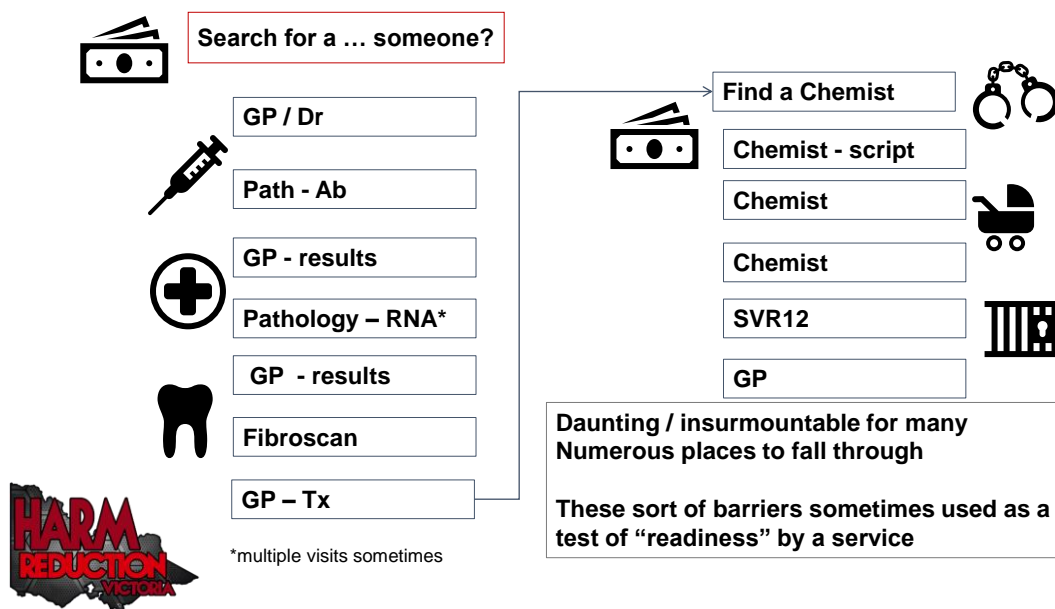 Search for a … someone?
GP / Dr
Path - Ab
GP - results
Pathology – RNA*
GP - results
Fibroscan
GP – Tx
*multiple visits sometimes
Find a Chemist
Chemist - script
Chemist
Chemist
SVR12
GP
Daunting / insurmountable for many
Numerous places to fall through
These sort of barriers sometimes used as a
test of “readiness” by a service
HARM
REDUCTION
VICTORIA